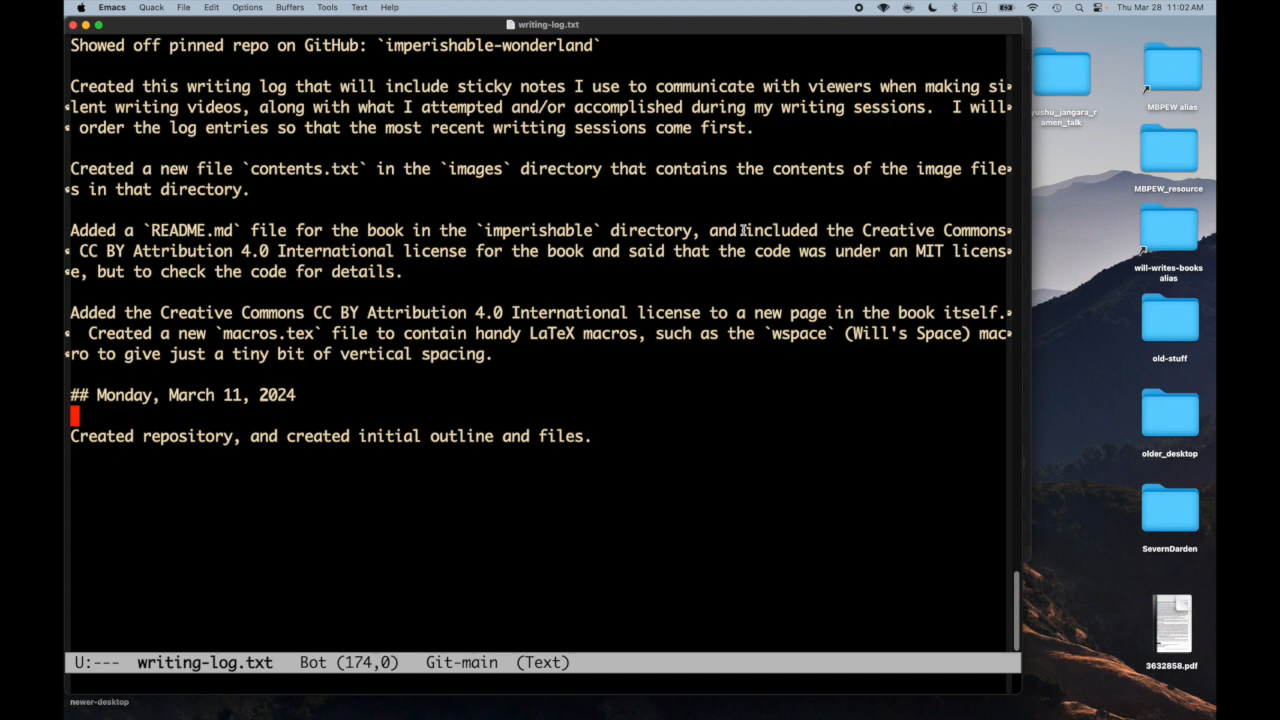 Emacs Quack File Edit Options Buffers Tools Text Help
A
Thu Mar 28 11:02 AM
writing-log.txt
Showed off pinned repo on GitHub: `imperishable-wonderland`
Created this writing log that will include sticky notes I use to communicate with viewers when making si
lent writing videos, along with what I attempted and/or accomplished during my writing sessions.  I will
 order the log entries so that the most recent writting sessions come first.
Created a new file `contents.txt` in the `images` directory that contains the contents of the image file
s in that directory.
Added a `README.md` file for the book in the `imperishable` directory, and included the Creative Commons
 CC BY Attribution 4.0 International license for the book and said that the code was under an MIT licens
e, but to check the code for details.
Added the Creative Commons CC BY Attribution 4.0 International license to a new page in the book itself.
  Created a new `macros.tex` file to contain handy LaTeX macros, such as the `wspace` (Will's Space) mac
ro to give just a tiny bit of vertical spacing.
## Monday, March 11, 2024
Created repository, and created initial outline and files.
U:--- writing-log.txt Bot (174,0) Git-main (Text)
yushu_jangara_r
amen_talk
MBPEW alias
MBPEW_resource
will-writes-books
alias
old-stuff
older_desktop
SevernDarden
3632858.pdf
newer-desktop